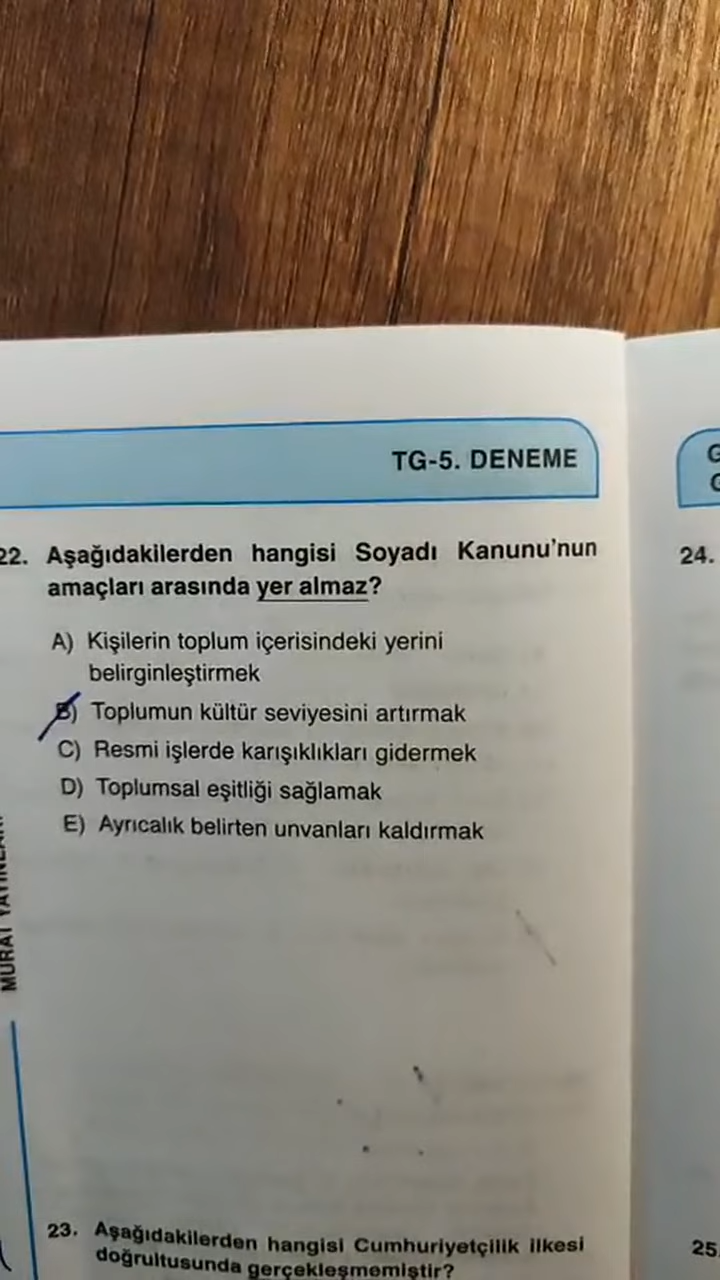 TG-5. DENEME
22. Aşağıdakilerden hangisi Soyadı Kanunu'nun
amaçları arasında yer almaz?
A) Kişilerin toplum içerisindeki yerini
belirginleştirmek
B) Toplumun kültür seviyesini artırmak
C) Resmi işlerde karışıklıkları gidermek
D) Toplumsal eşitliği sağlamak
E) Ayrıcalık belirten unvanları kaldırmak
MURAT YAYINLARI
23. Aşağıdakilerden hangisi Cumhuriyetçilik ilkesi
doğrultusunda gerçekleşmemiştir?
24.
25